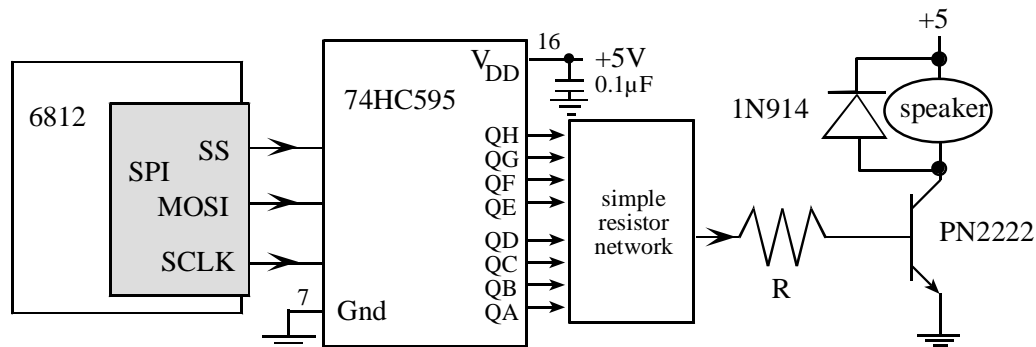 6812
SPI
SS
MOSI
SCLK
74HC595
VDD
16
+5V
0.1µF
7
Gnd
QH
QG
QF
QE
QD
QC
QB
QA
simple
resistor
network
R
+5
1N914
speaker
PN2222